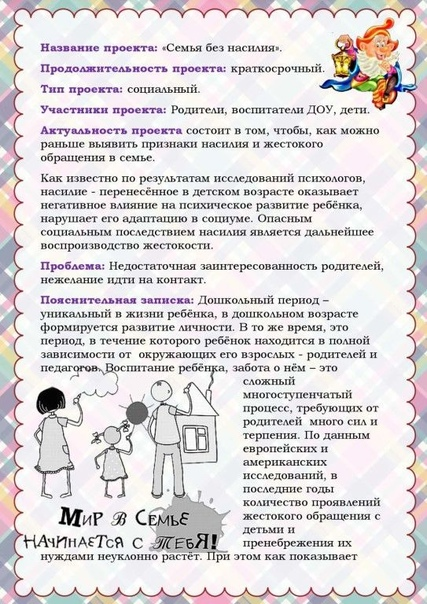 Название проекта: «Семья без насилия».
Продолжительность проекта: краткосрочный.
Тип проекта: социальный.
Участники проекта: Родители, воспитатели ДОУ, дети.
Актуальность проекта состоит в том, чтобы, как можно
раньше выявить признаки насилия и жестокого
обращения в семье.
Как известно по результатам исследований психологов,
насилие - перенесённое в детском возрасте оказывает
негативное влияние на психическое развитие ребёнка,
нарушает его адаптацию в социуме. Опасным
социальным последствием насилия является дальнейшее
воспроизводство жестокости.
Проблема: Недостаточная заинтересованность родителей,
нежелание идти на контакт.
Пояснительная записка: Дошкольный период –
уникальный в жизни ребёнка, в дошкольном возрасте
формируется развитие личности. В то же время, это
период, в течение которого ребёнок находится в полной
зависимости от окружающих его взрослых - родителей и
педагогов. Воспитание ребёнка, забота о нём – это
сложный
многоступенчатый
процесс, требующих от
родителей много сил и
терпения. По данным
европейских и
американских
исследований, в
последние годы
количество проявлений
жестокого обращения с
детьми и
пренебрежения их
нуждами неуклонно растёт. При этом как показывает
Мир в Семье
начинается с тебя!